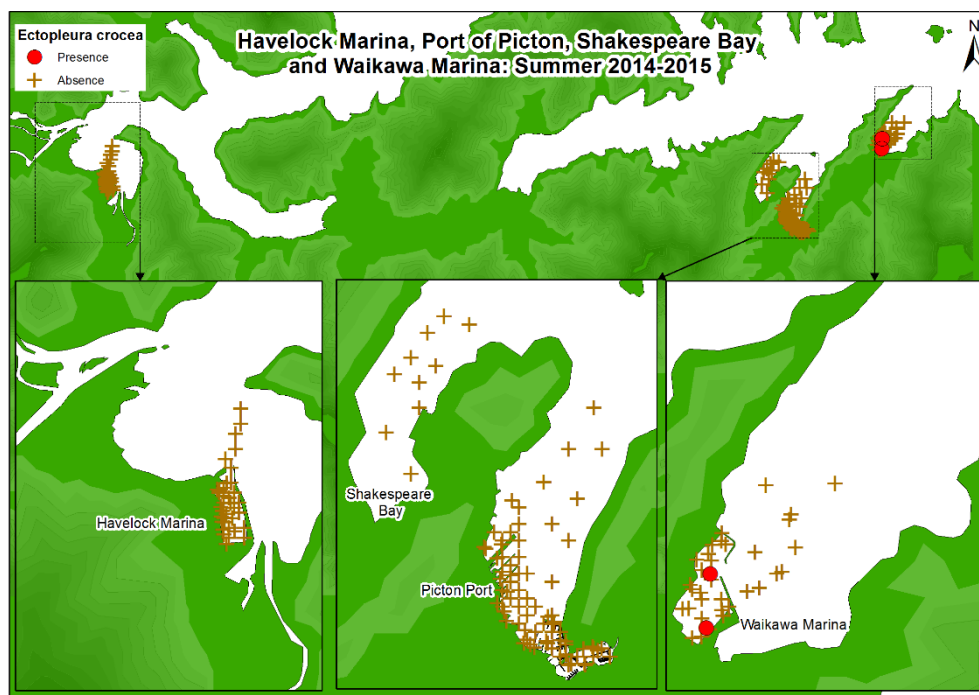 Ectopleura crocea
Presence
Absence
Havelock Marina, Port of Picton, Shakespeare Bay
and Waikawa Marina: Summer 2014-2015
N
Havelock Marina
Shakespeare
Bay
Picton Port
Waikawa Marina